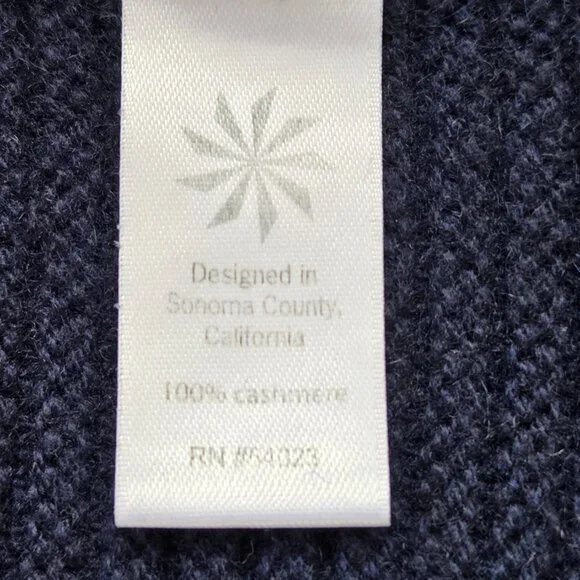 Designed in
Sonoma County,
California
100% cashmere
RN #54023